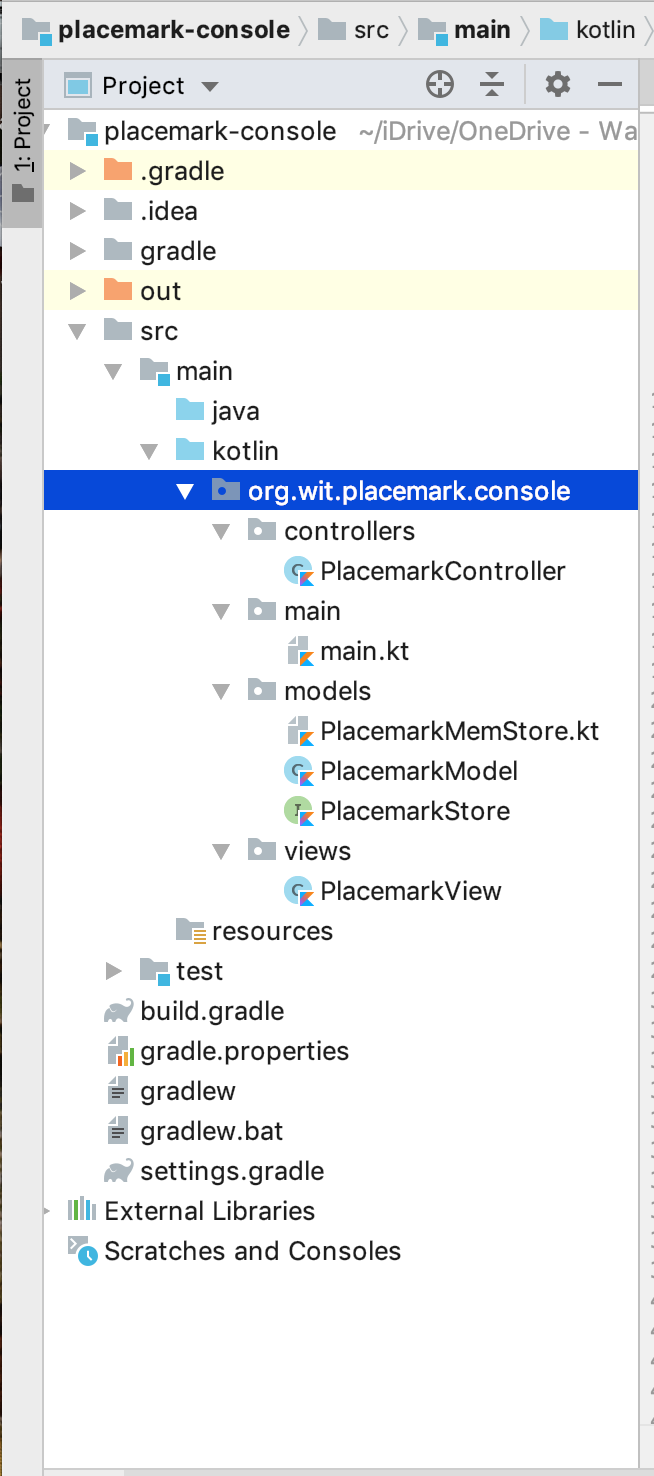 placemark-console src main kotlin
1: Project
Project
placemark-console ~/iDrive/OneDrive - Wa
.gradle
.idea
gradle
out
src
main
java
kotlin
org.wit.placemark.console
controllers
PlacemarkController
main
main.kt
models
PlacemarkMemStore.kt
PlacemarkModel
PlacemarkStore
views
PlacemarkView
resources
test
build.gradle
gradle.properties
gradlew
gradlew.bat
settings.gradle
External Libraries
Scratches and Consoles